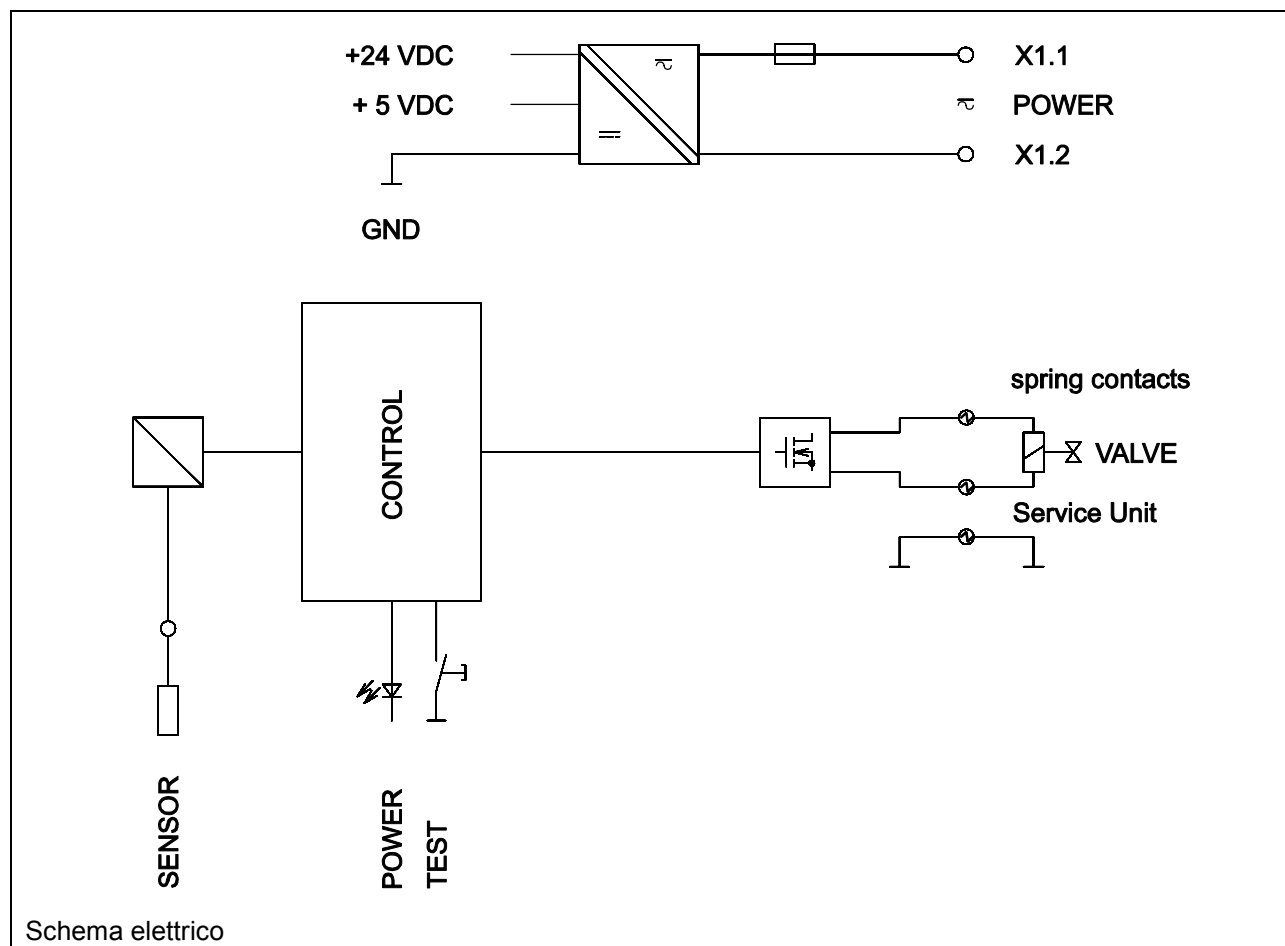 +24 VDC
X1.1
+ 5 VDC
POWER
X1.2
GND
CONTROL
spring contacts
VALVE
Service Unit
SENSOR
POWER
TEST
Schema elettrico